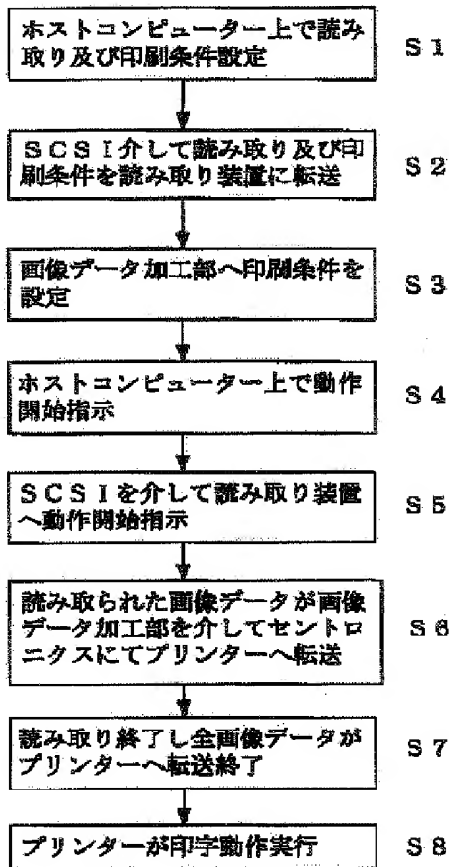 ホストコンピューター上で読み
取り及び印刷条件設定
S1
SCSI介して読み取り及び印
刷条件を読み取り装置に転送
S2
画像データ加工部へ印刷条件を
設定
S3
ホストコンピューター上で動作
開始指示
S4
SCSIを介して読み取り装置
へ動作開始指示
S5
読み取られた画像データが画像
データ加工部を介してセントロ
ニクスにてプリンターへ転送
S6
読み取り終了し全画像データが
プリンターへ転送終了
S7
プリンターが印字動作実行
S8